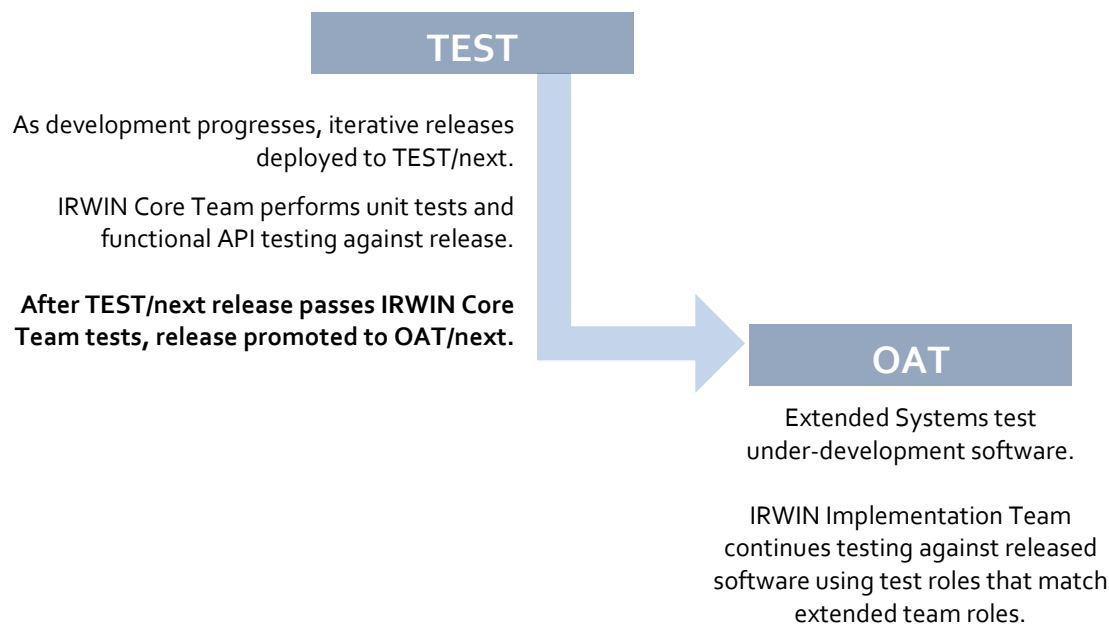 TEST
As development progresses, iterative releases
deployed to TEST/next.
IRWIN Core Team performs unit tests and
functional API testing against release.
After TEST/next release passes IRWIN Core
Team tests, release promoted to OAT/next.
OAT
Extended Systems test
under-development software.
IRWIN Implementation Team
continues testing against released
software using test roles that match
extended team roles.